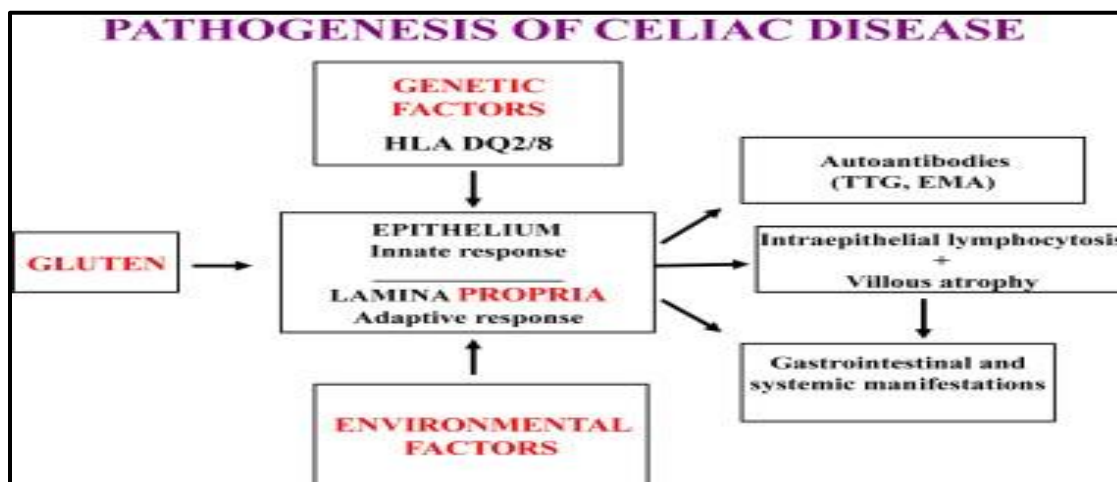 PATHOGENESIS OF CELIAC DISEASE
GENETIC
FACTORS
HLA DQ2/8
GLUTEN
EPITHELIUM
Innate response
LAMINA PROPRIA
Adaptive response
ENVIRONMENTAL
FACTORS
Autoantibodies
(TTG, EMA)
Intraepithelial lymphocytosis
+
Villous atrophy
Gastrointestinal and
systemic manifestations